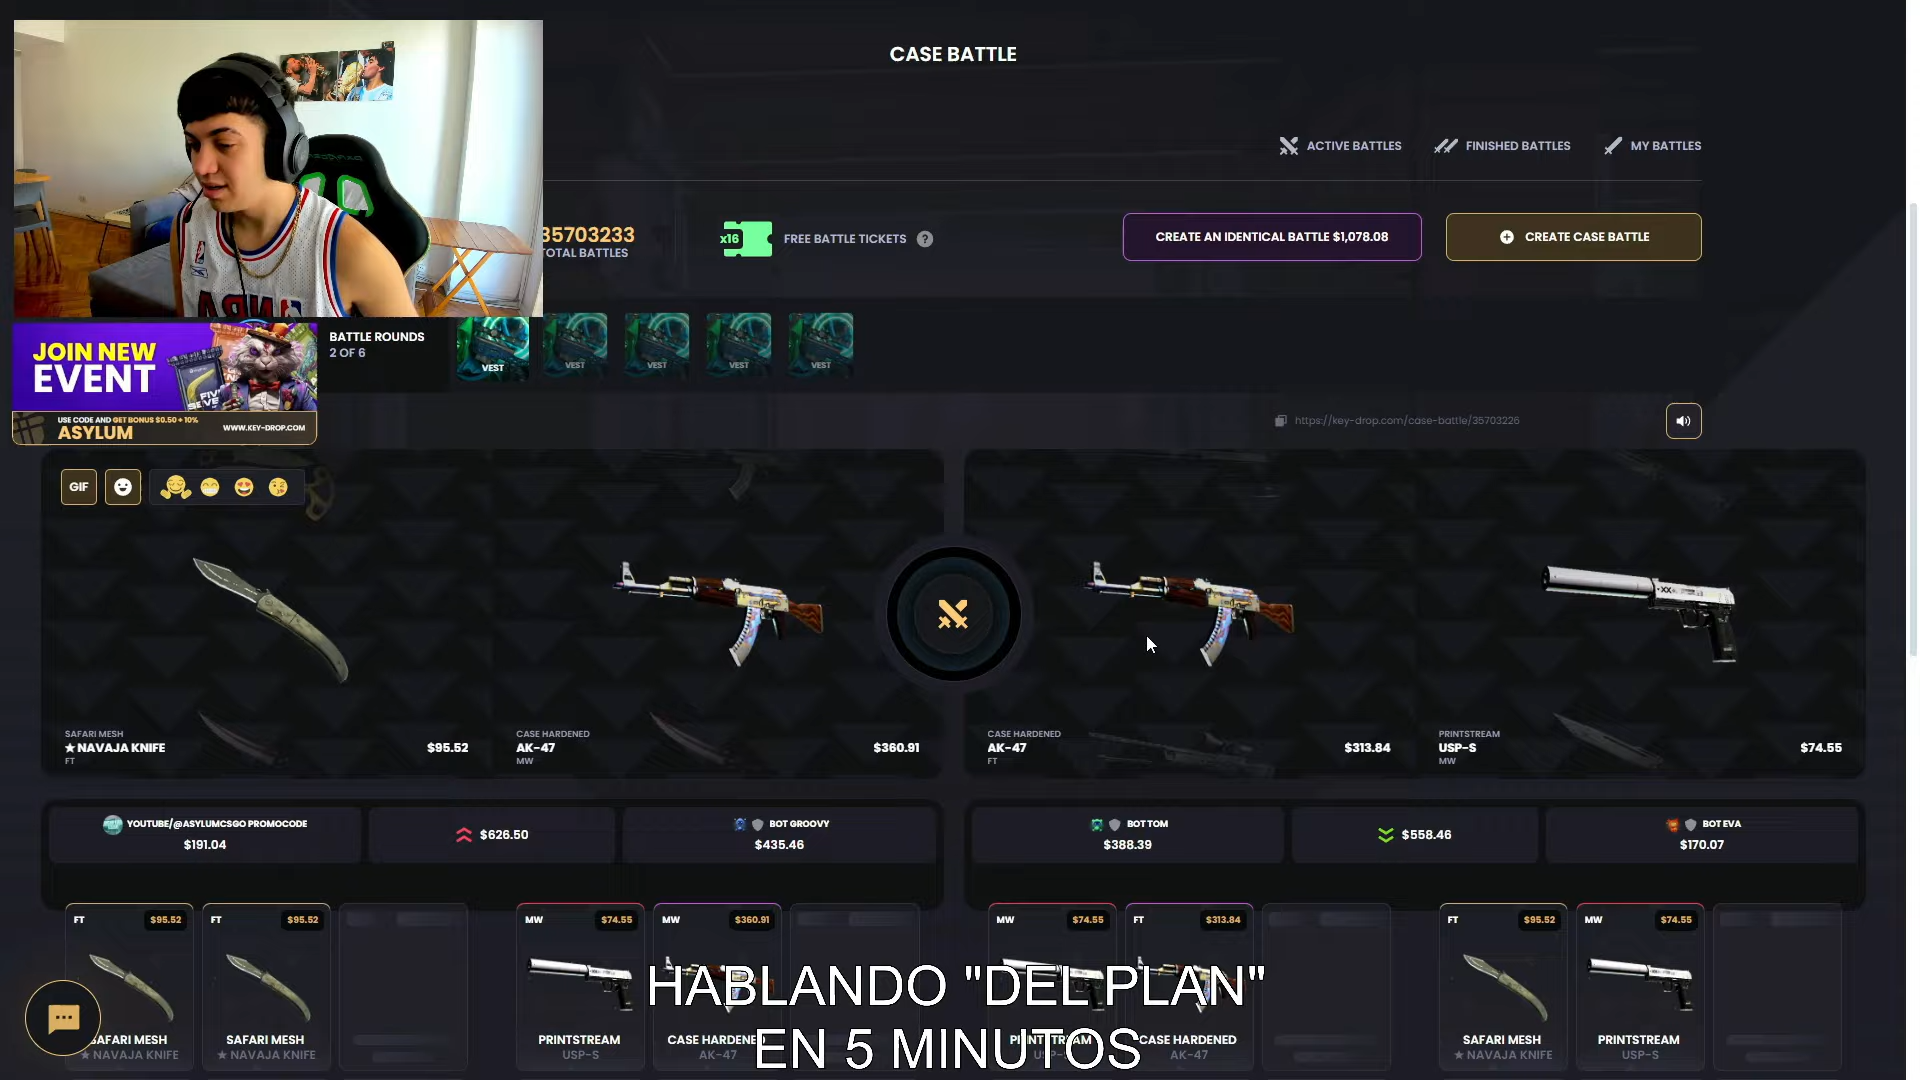 CASE BATTLE
ACTIVE BATTLES
FINISHED BATTLES
MY BATTLES
35703233
TOTAL BATTLES
x16
FREE BATTLE TICKETS ?
CREATE AN IDENTICAL BATTLE $1,078.08
CREATE CASE BATTLE
JOIN NEW
EVENT
USE CODE AND GET BONUS $0.50 + 10%
ASYLUM
WWW.KEY-DROP.COM
BATTLE ROUNDS
2 OF 6
VEST
VEST
VEST
VEST
VEST
https://key-drop.com/case-battle/35703226
GIF
SAFARI MESH
★ NAVAJA KNIFE
FT
$95.52
CASE HARDENED
AK-47
MW
$360.91
CASE HARDENED
AK-47
FT
$313.84
PRINTSTREAM
USP-S
MW
$74.55
YOUTUBE/@ASYLUMCSGO PROMOCODE
$191.04
$626.50
BOT GROOVY
$435.46
BOT TOM
$388.39
$558.46
BOT EVA
$170.07
FT $95.52
SAFARI MESH
★ NAVAJA KNIFE
FT $95.52
SAFARI MESH
★ NAVAJA KNIFE
MW $74.55
PRINTSTREAM
USP-S
MW $360.91
CASE HARDENED
AK-47
MW $74.55
PRINTSTREAM
USP-S
FT $313.84
CASE HARDENED
AK-47
FT $95.52
SAFARI MESH
★ NAVAJA KNIFE
MW $74.55
PRINTSTREAM
USP-S
HABLANDO "DEL PLAN"
EN 5 MINUTOS